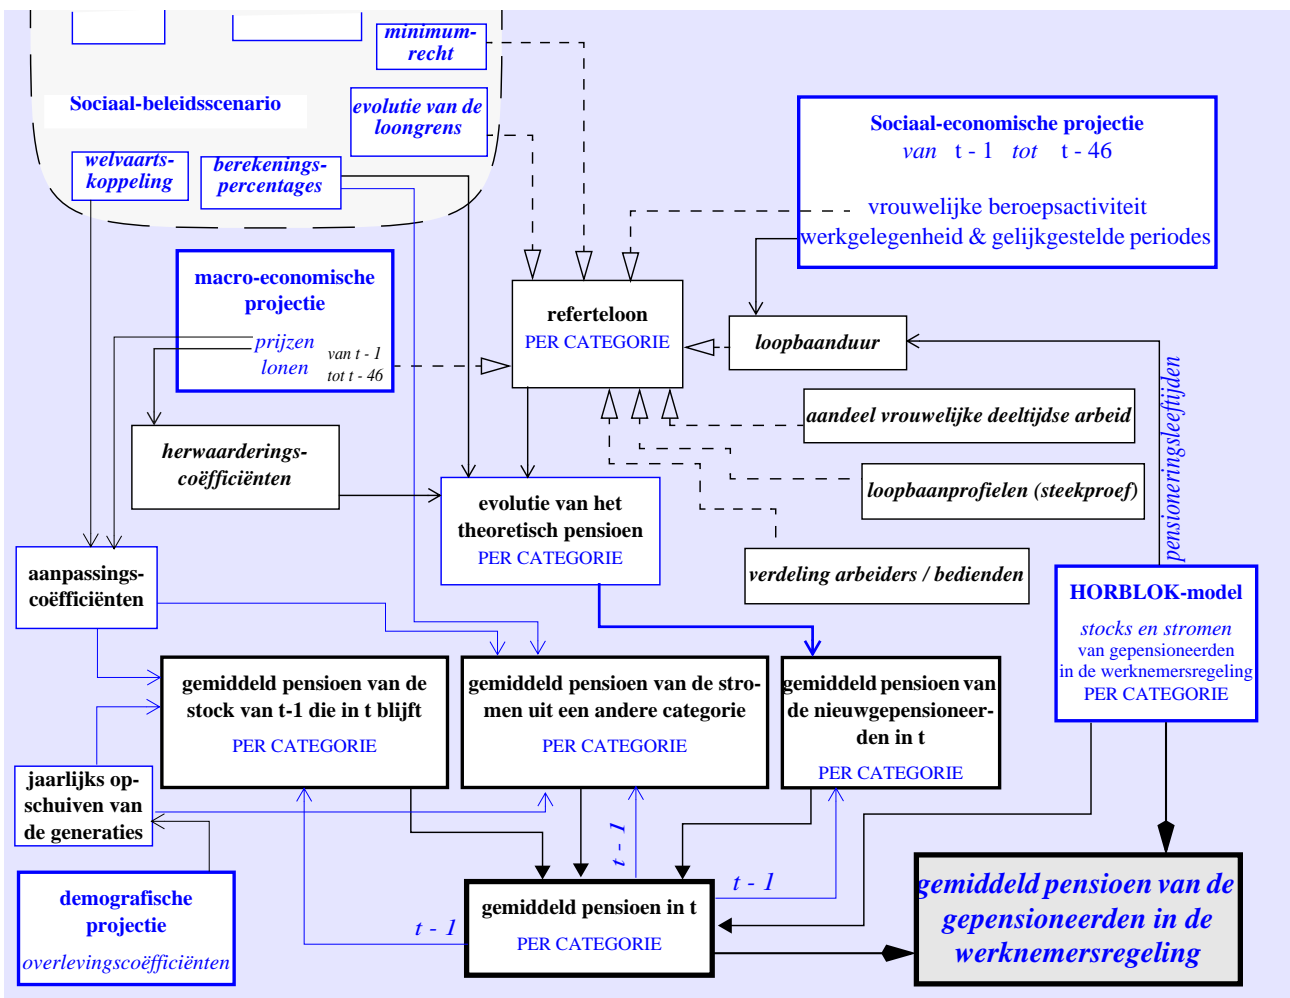 minimum-
recht
Sociaal-beleidsscenario
evolutie van de
loongrens
welvaarts-
koppeling
berekenings-
percentages
Sociaal-economische projectie
van t - 1 tot t - 46
vrouwelijke beroepsactiviteit
werkgelegenheid & gelijkgestelde periodes
macro-economische
projectie
prijzen
lonen
van t - 1
tot t - 46
referteloon
PER CATEGORIE
loopbaanduur
pensioneringsleeftijden
aandeel vrouwelijke deeltijdse arbeid
herwaarderings-
coëfficiënten
loopbaanprofielen (steekproef)
evolutie van het
theoretisch pensioen
PER CATEGORIE
verdeling arbeiders / bedienden
aanpassings-
coëfficiënten
HORBLOK-model
stocks en stromen
van gepensioneerden
in de werknemersregeling
PER CATEGORIE
gemiddeld pensioen van de
stock van t-1 die in t blijft
PER CATEGORIE
gemiddeld pensioen van de stro-
men uit een andere categorie
PER CATEGORIE
gemiddeld pensioen van
de nieuwgepensioneer-
den in t
PER CATEGORIE
jaarlijks op-
schuiven van
de generaties
t - 1
t - 1
t - 1
demografische
projectie
overlevingscoëfficiënten
gemiddeld pensioen in t
PER CATEGORIE
gemiddeld pensioen van de
gepensioneerden in de
werknemersregeling